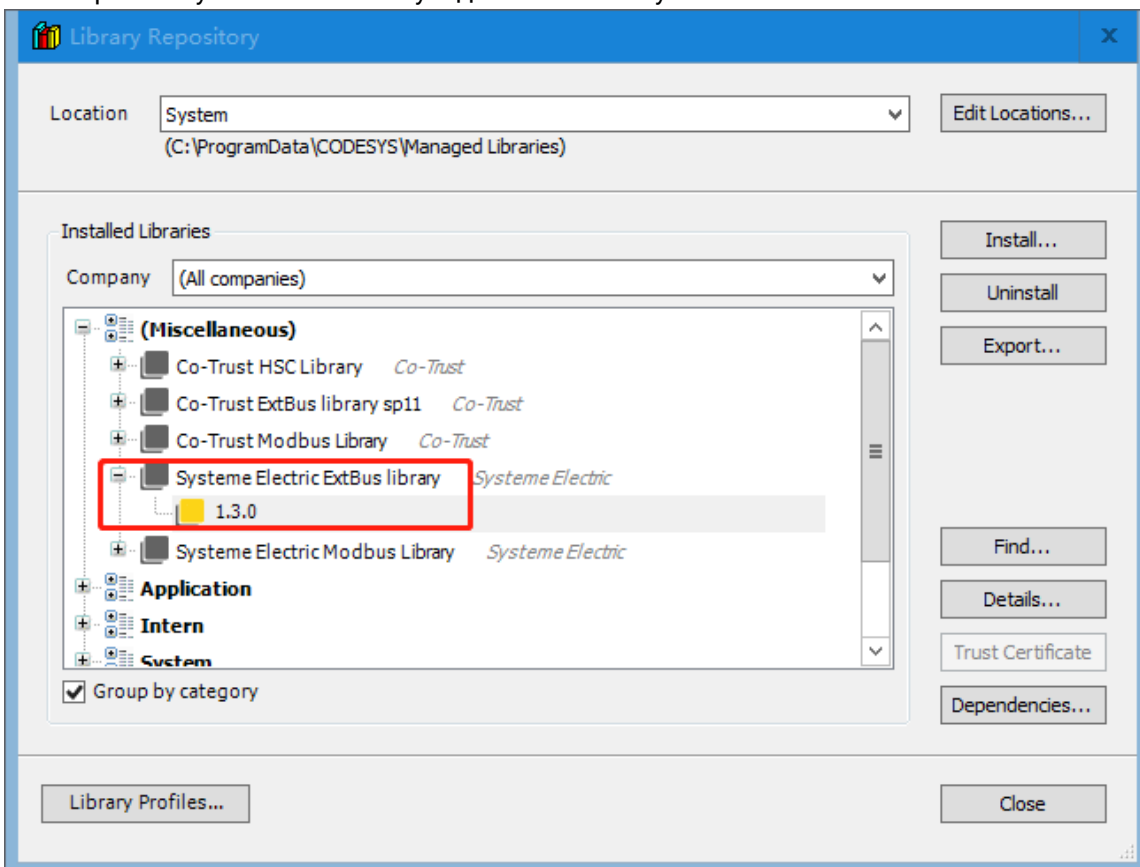 Library Repository
x
Location
System
Edit Locations...
(C:\ProgramData\CODESYS\Managed Libraries)
Installed Libraries
Install...
Company
(All companies)
Uninstall
(Miscellaneous)
Export...
Co-Trust HSC Library Co-Trust
Co-Trust ExtBus library sp11 Co-Trust
Co-Trust Modbus Library Co-Trust
Systeme Electric ExtBus library Systeme Electric
1.3.0
Systeme Electric Modbus Library Systeme Electric
Find...
Application
Details...
Intern
System
Trust Certificate
Group by category
Dependencies...
Library Profiles...
Close